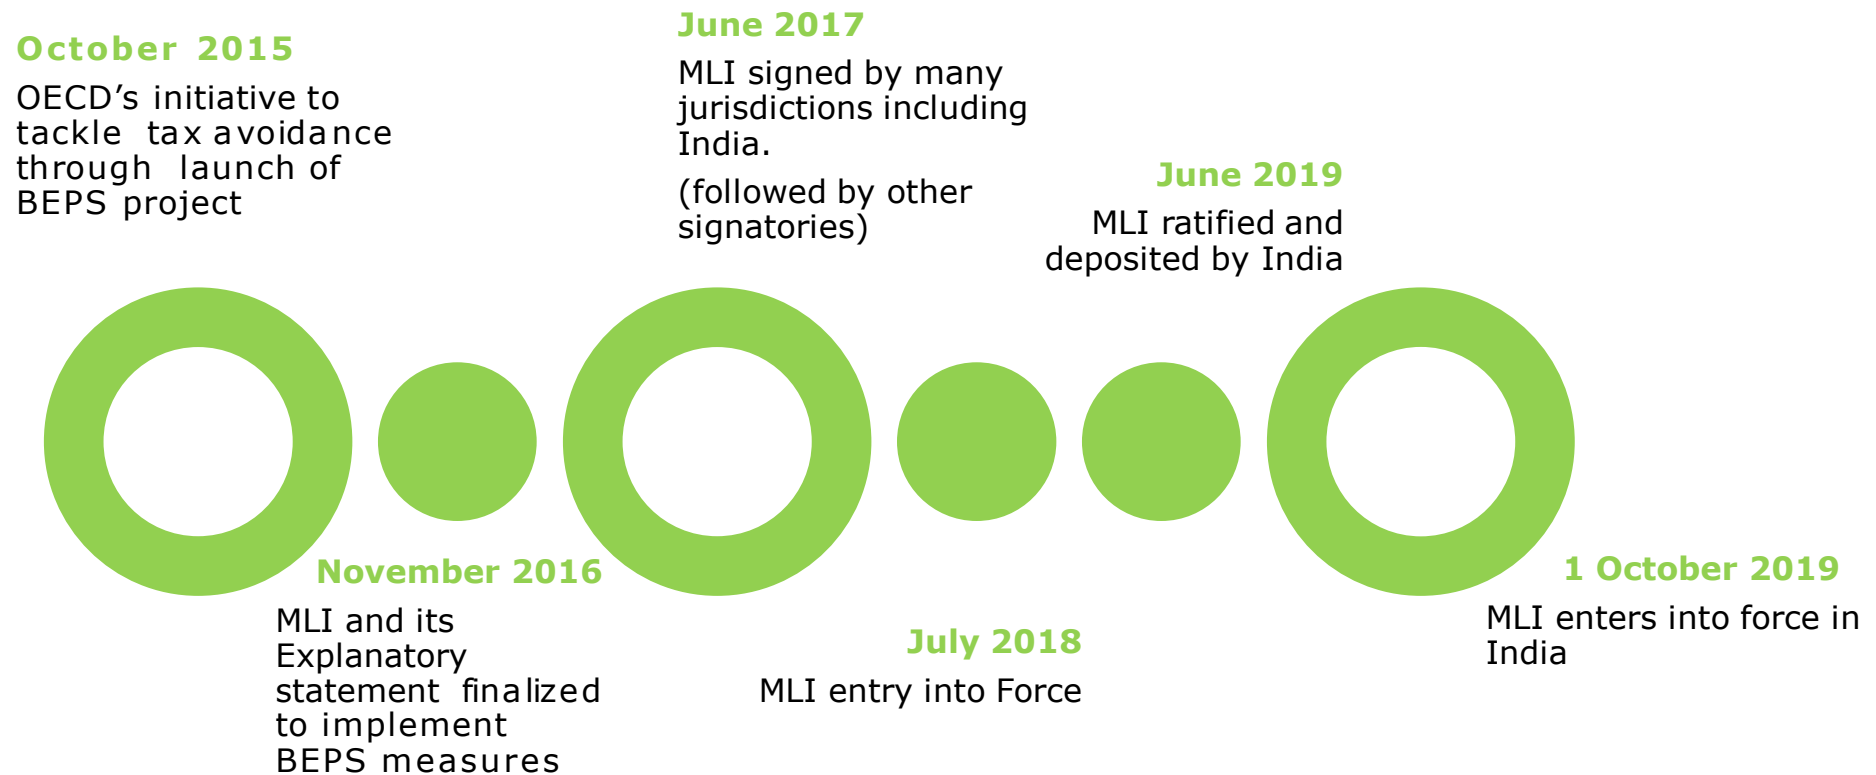 October 2015
OECD’s initiative to
tackle tax avoidance
through launch of
BEPS project
November 2016
MLI and its
Explanatory
statement finalized
to implement
BEPS measures
June 2017
MLI signed by many
jurisdictions including
India.
(followed by other
signatories)
July 2018
MLI entry into Force
June 2019
MLI ratified and
deposited by India
1 October 2019
MLI enters into force in
India